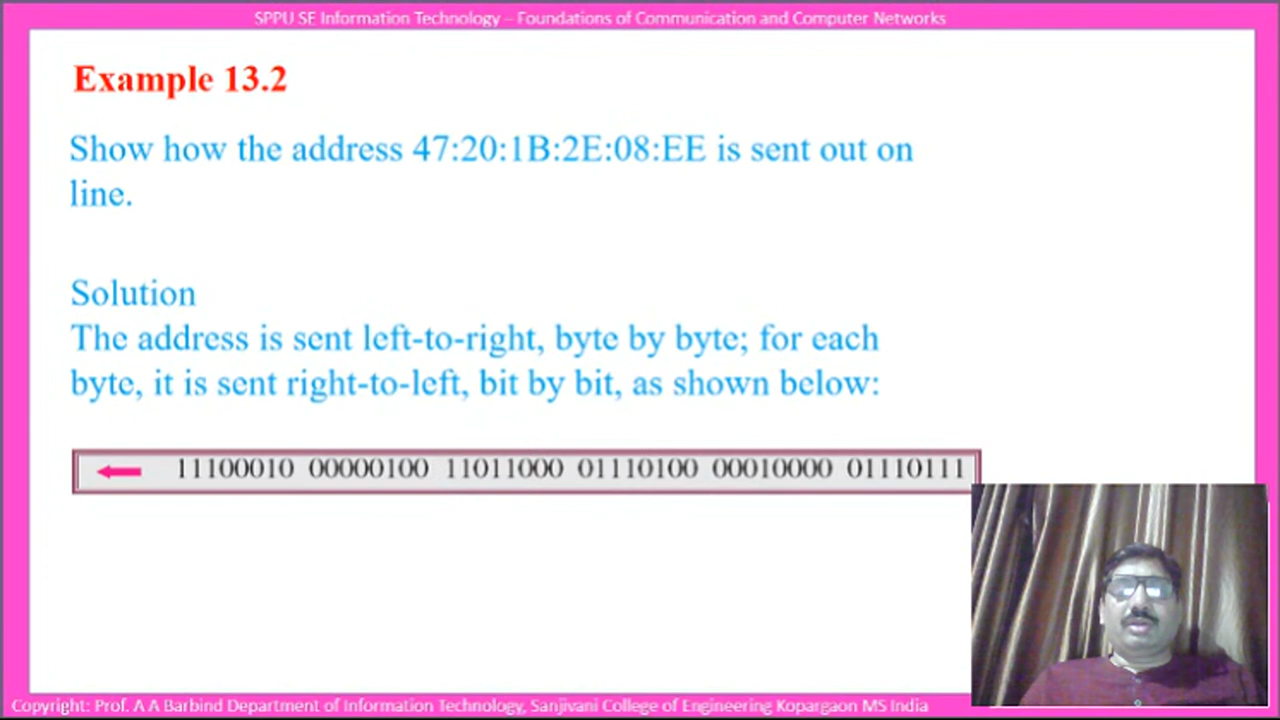 SPPU SE Information Technology – Foundations of Communication and Computer Networks
Example 13.2
Show how the address 47:20:1B:2E:08:EE is sent out on
line.
Solution
The address is sent left-to-right, byte by byte; for each
byte, it is sent right-to-left, bit by bit, as shown below:
11100010 00000100 11011000 01110100 00010000 01110111
Copyright: Prof. A A Barbind Department of Information Technology, Sanjivani College of Engineering Kopargaon MS India